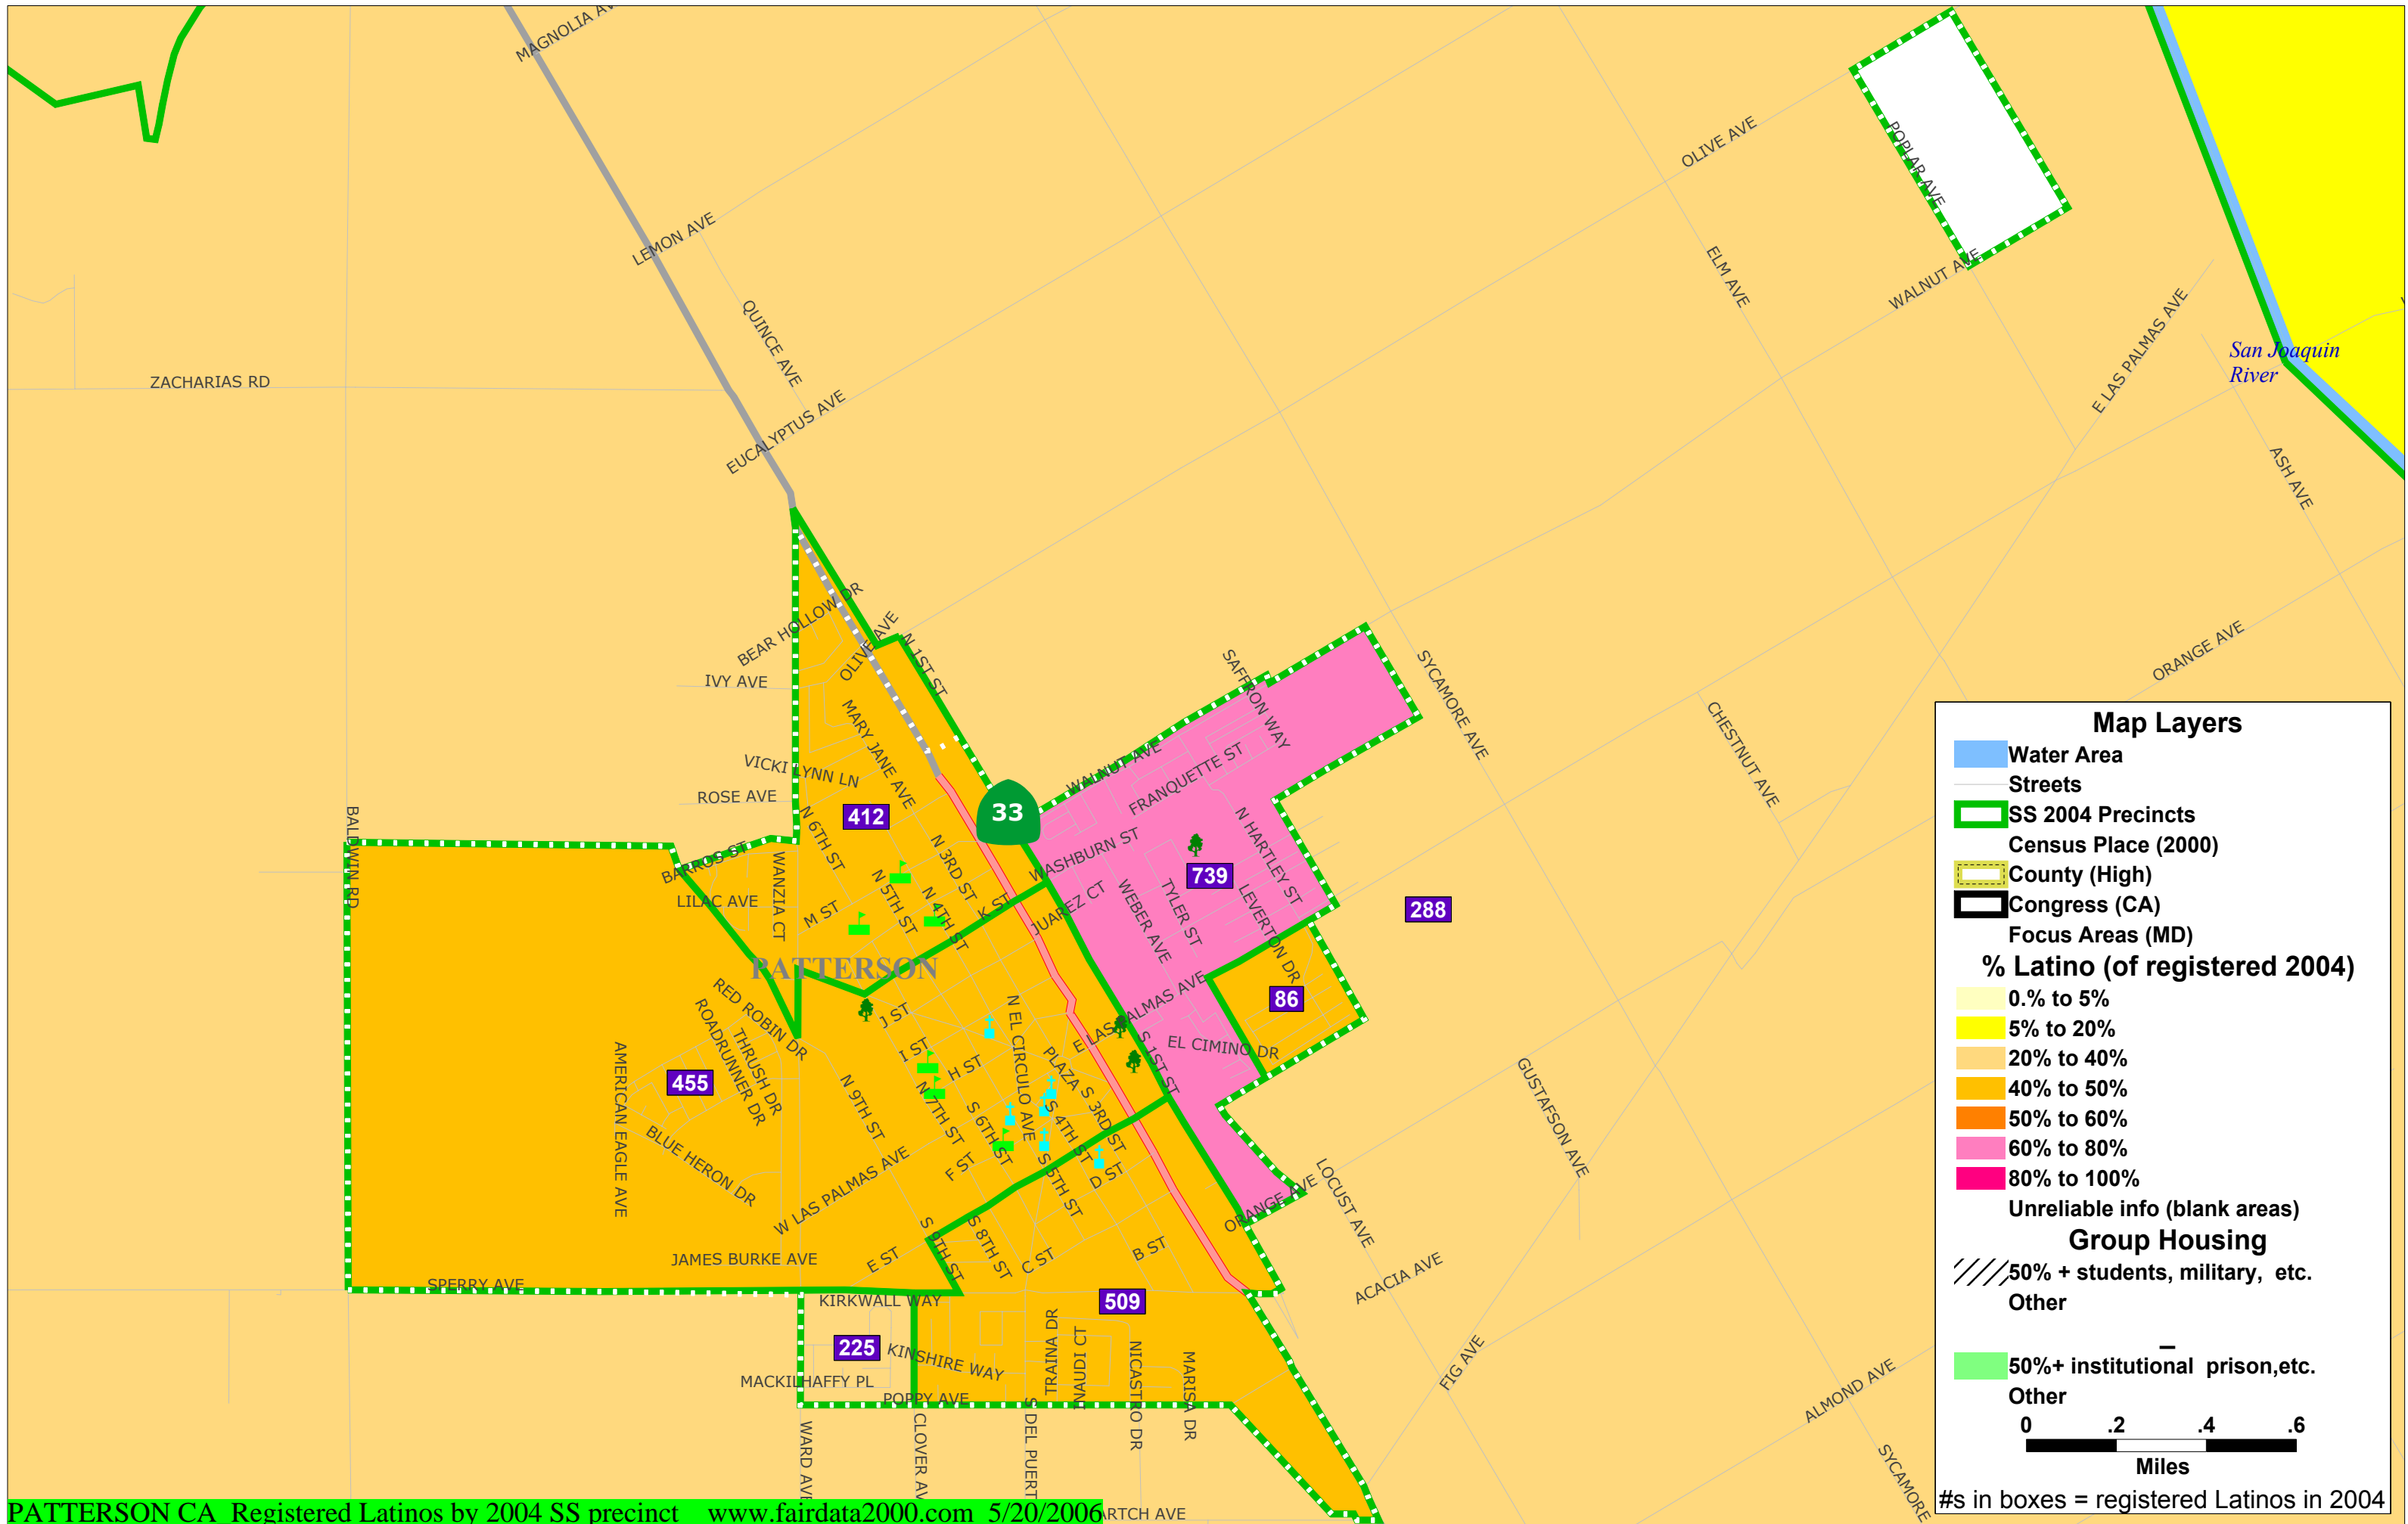 MAGNOLIA AV
LEMON AVE
QUINCE AVE
EUCALYPTUS AVE
ZACHARIAS RD
OLIVE AVE
POPLAR AVE
ELM AVE
WALNUT AVE
E LAS PALMAS AVE
San Joaquin
River
ASH AVE
ORANGE AVE
SYCAMORE AVE
CHESTNUT AVE
BEAR HOLLOW DR
OLIVE AVE
N 1ST ST
IVY AVE
MARY JANE AVE
VICKI LYNN LN
ROSE AVE
SAFFRON WAY
WALNUT AVE
FRANQUETTE ST
BALDWIN RD
412
33
N 6TH ST
N 3RD ST
WASHBURN ST
N HARTLEY ST
BARROS ST
WANZIA CT
LILAC AVE
M ST
N 5TH ST
N 4TH ST
K ST
JUAREZ CT
WEBER AVE
TYLER ST
739
LEVERTON DR
288
PATTERSON
RED ROBIN DR
ROADRUNNER DR
THRUSH DR
J ST
I ST
H ST
N EL CIRCULO AVE
PLAZA
E LAS PALMAS AVE
86
EL CIMINO DR
S 1ST ST
AMERICAN EAGLE AVE
455
BLUE HERON DR
N 9TH ST
N 7TH ST
S 6TH ST
S 4TH ST
S 3RD ST
F ST
S 5TH ST
D ST
W LAS PALMAS AVE
GUSTAFSON AVE
LOCUST AVE
ORANGE AVE
S 9TH ST
S 8TH ST
JAMES BURKE AVE
E ST
C ST
B ST
SPERRY AVE
ACACIA AVE
KIRKWALL WAY
509
225
KINSHIRE WAY
TRAINA DR
INAUDI CT
NICASTRO DR
MARISA DR
MACKILHAFFY PL
POPPY AVE
FIG AVE
ALMOND AVE
WARD AVE
CLOVER AV
S DEL PUERT
SYCAMORE
ARTCH AVE
Map Layers
Water Area
Streets
SS 2004 Precincts
Census Place (2000)
County (High)
Congress (CA)
Focus Areas (MD)
% Latino (of registered 2004)
0.% to 5%
5% to 20%
20% to 40%
40% to 50%
50% to 60%
60% to 80%
80% to 100%
Unreliable info (blank areas)
Group Housing
50% + students, military, etc.
Other
50%+ institutional prison,etc.
Other
0 .2 .4 .6
Miles
#s in boxes = registered Latinos in 2004
PATTERSON CA Registered Latinos by 2004 SS precinct www.fairdata2000.com 5/20/2006